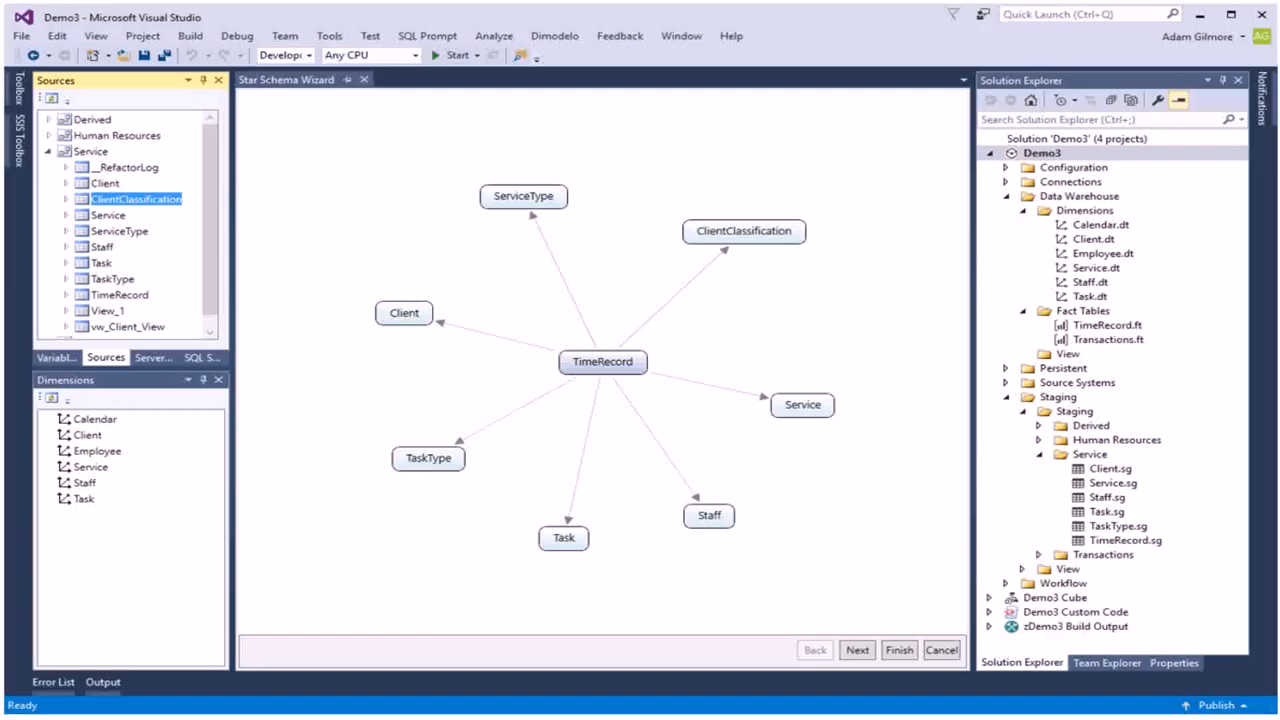 Demo3 - Microsoft Visual Studio
Quick Launch (Ctrl+Q)
File Edit View Project Build Debug Team Tools Test SQL Prompt Analyze Dimodelo Feedback Window Help
Adam Gilmore AG
Develop Any CPU Start
Toolbox
SSIS Toolbox
Sources
Derived
Human Resources
Service
__RefactorLog
Client
ClientClassification
Service
ServiceType
Staff
Task
TaskType
TimeRecord
View_1
vw_Client_View
Variabl... Sources Server... SQL S...
Dimensions
Calendar
Client
Employee
Service
Staff
Task
Star Schema Wizard
ServiceType
ClientClassification
Client
TimeRecord
Service
TaskType
Staff
Task
Back Next Finish Cancel
Solution Explorer
Search Solution Explorer (Ctrl+;)
Solution 'Demo3' (4 projects)
Demo3
Configuration
Connections
Data Warehouse
Dimensions
Calendar.dt
Client.dt
Employee.dt
Service.dt
Staff.dt
Task.dt
Fact Tables
TimeRecord.ft
Transactions.ft
View
Persistent
Source Systems
Staging
Staging
Derived
Human Resources
Service
Client.sg
Service.sg
Staff.sg
Task.sg
TaskType.sg
TimeRecord.sg
Transactions
View
Workflow
Demo3 Cube
Demo3 Custom Code
zDemo3 Build Output
Solution Explorer Team Explorer Properties
Notifications
Error List Output
Ready
Publish